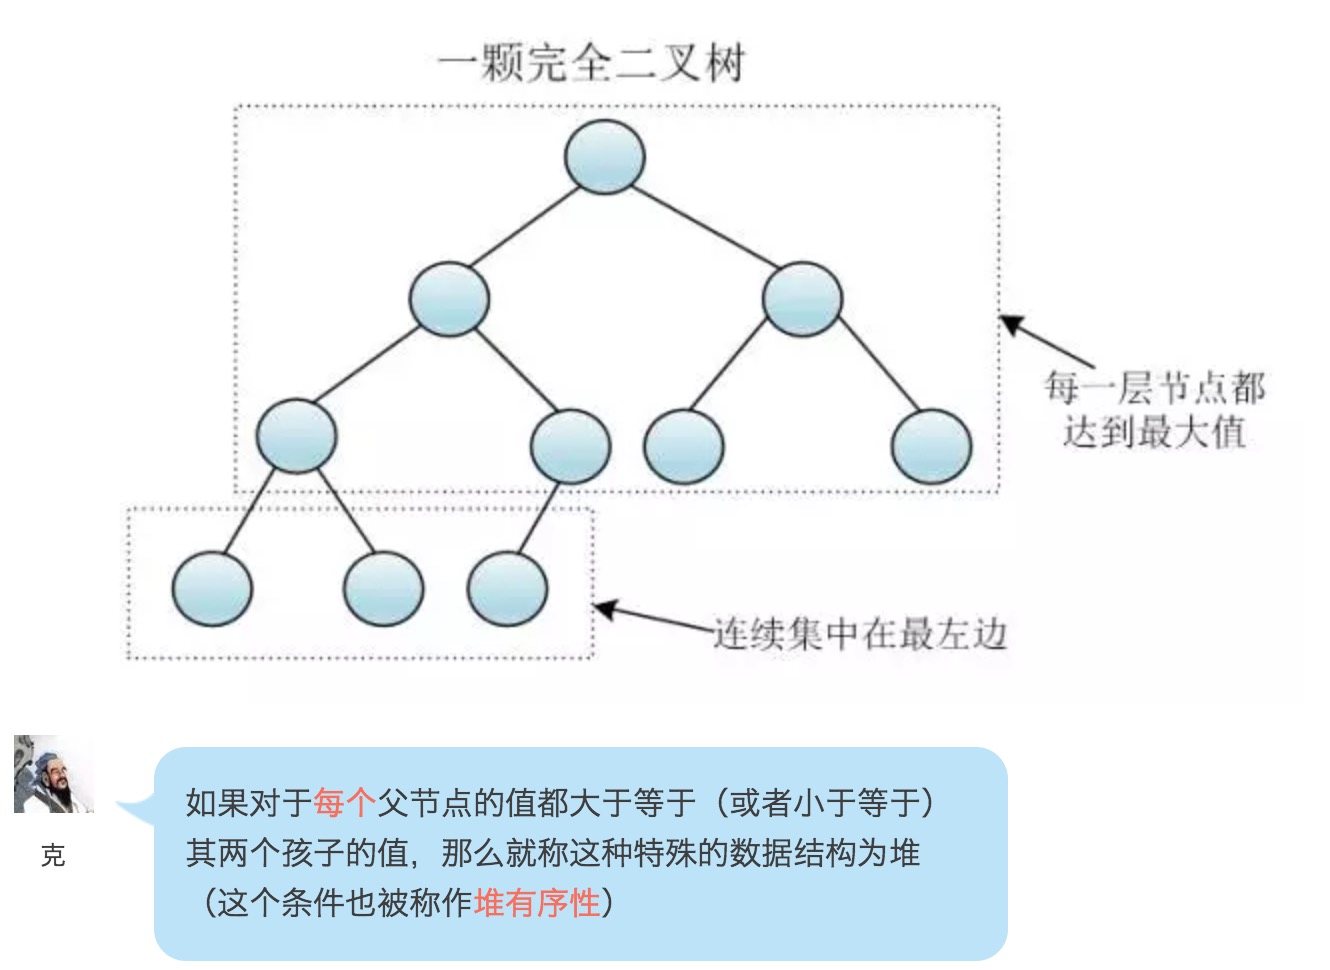 一颗完全二叉树
每一层节点都
达到最大值
连续集中在最左边
如果对于每个父节点的值都大于等于（或者小于等于）
其两个孩子的值，那么就称这种特殊的数据结构为堆
（这个条件也被称作堆有序性）
克